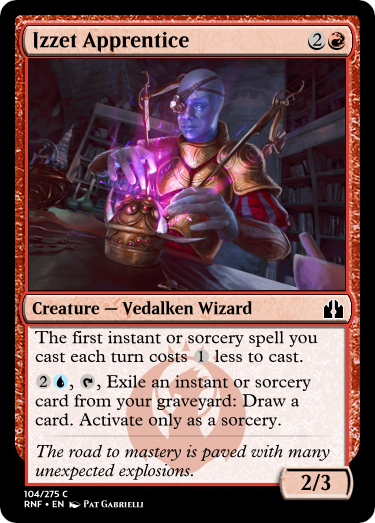 Izzet Apprentice 2
Creature — Vedalken Wizard
The first instant or sorcery spell you
cast each turn costs 1 less to cast.
2, , Exile an instant or sorcery
card from your graveyard: Draw a
card. Activate only as a sorcery.
The road to mastery is paved with many
unexpected explosions.
2/3
104/275 C
RNF • EN Pat Gabrielli